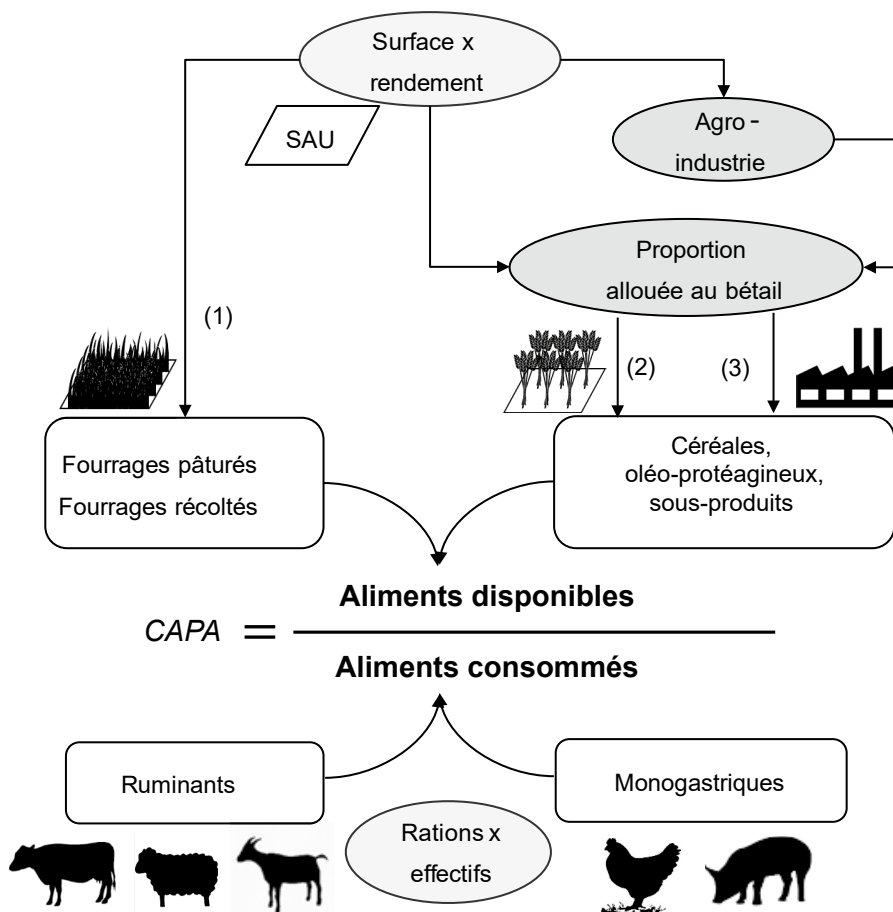 Surface x
rendement
SAU
Agro -
industrie
Proportion
allouée au bétail
(1)
(2)
(3)
Fourrages pâturés
Fourrages récoltés
Céréales,
oléo-protéagineux,
sous-produits
Aliments disponibles
CAPA =
Aliments consommés
Ruminants
Monogastriques
Rations x
effectifs